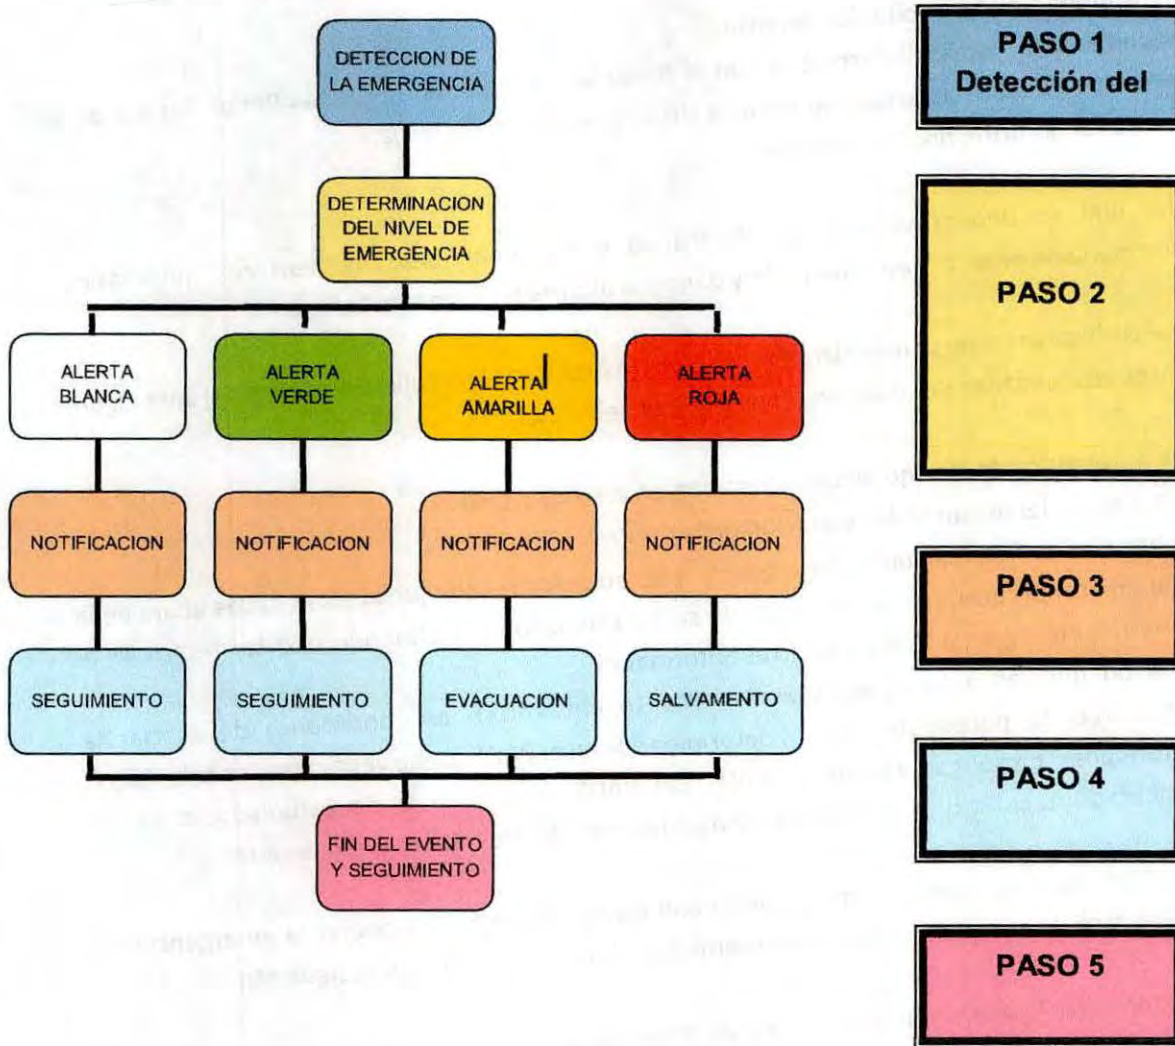 DETECCION DE
LA EMERGENCIA
PASO 1
Detección del
DETERMINACION
DEL NIVEL DE
EMERGENCIA
PASO 2
ALERTA
BLANCA
ALERTA
VERDE
ALERTA
AMARILLA
ALERTA
ROJA
NOTIFICACION
NOTIFICACION
NOTIFICACION
NOTIFICACION
PASO 3
SEGUIMIENTO
SEGUIMIENTO
EVACUACION
SALVAMENTO
PASO 4
FIN DEL EVENTO
Y SEGUIMIENTO
PASO 5